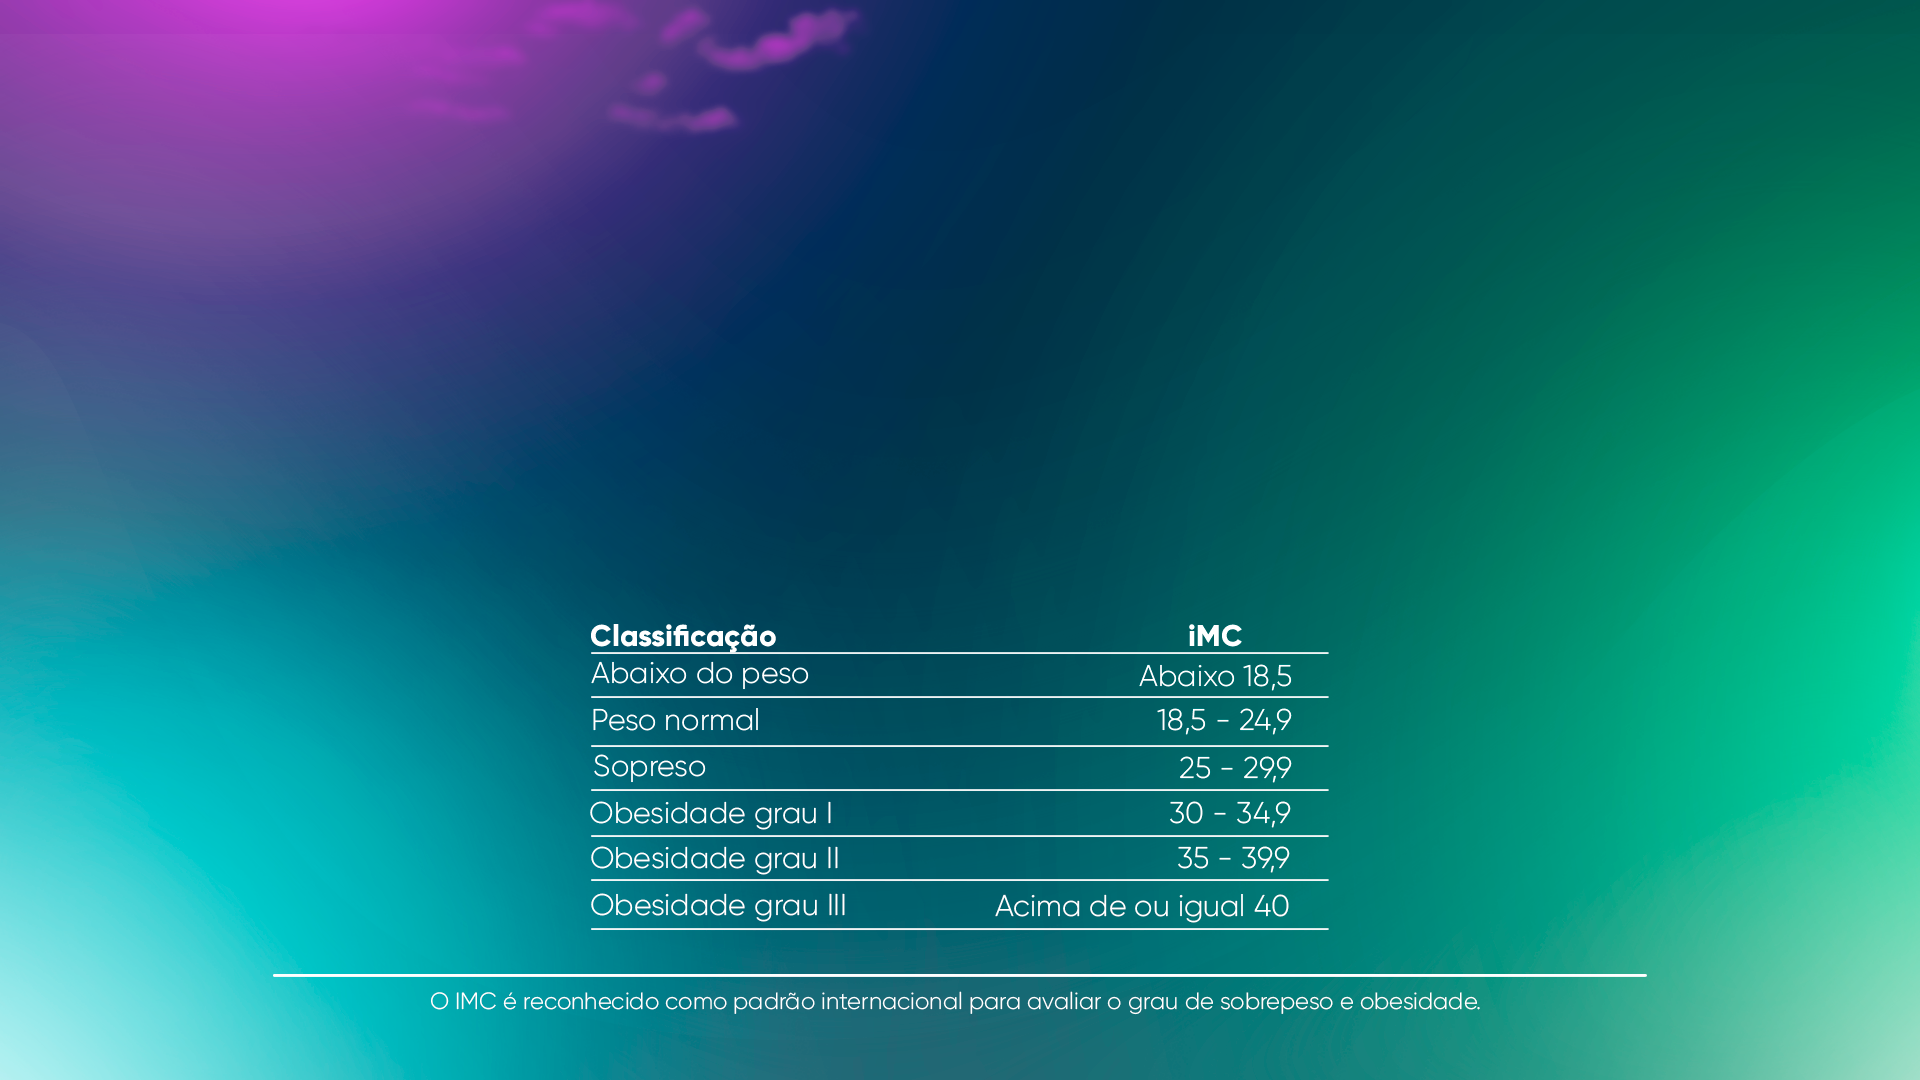 Classificação iMC
Abaixo do peso Abaixo 18,5
Peso normal 18,5 - 24,9
Sopreso 25 - 29,9
Obesidade grau I 30 - 34,9
Obesidade grau II 35 - 39,9
Obesidade grau III Acima de ou igual 40
O IMC é reconhecido como padrão internacional para avaliar o grau de sobrepeso e obesidade.